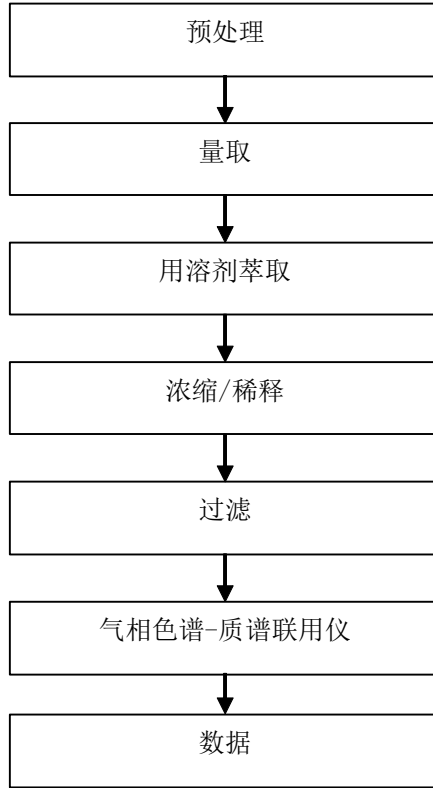 预处理
量取
用溶剂萃取
浓缩/稀释
过滤
气相色谱-质谱联用仪
数据